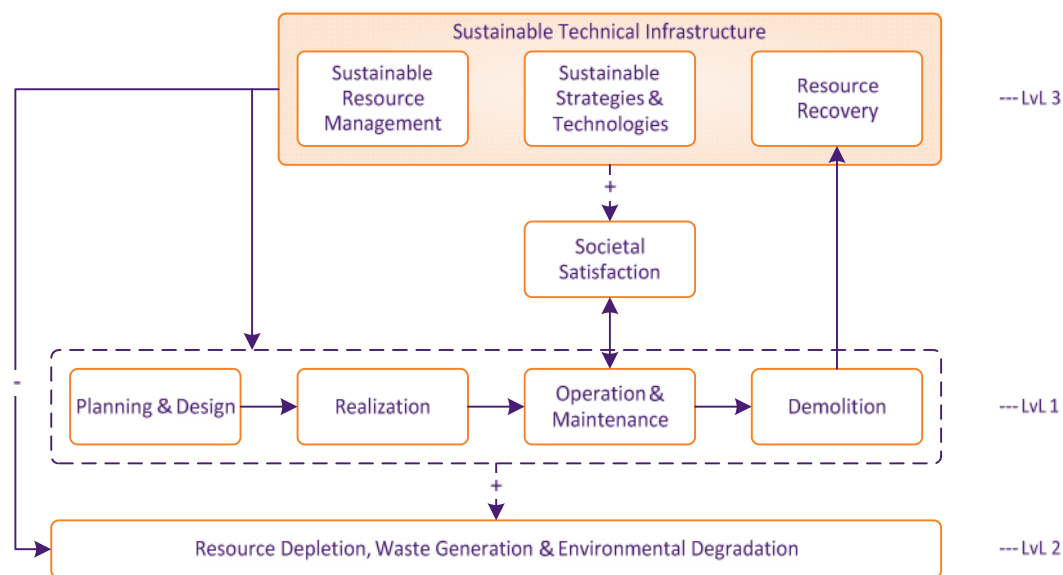 Sustainable Technical Infrastructure
Sustainable
Resource
Management
Sustainable
Strategies &
Technologies
Resource
Recovery
--- LvL 3
+
Societal
Satisfaction
-
Planning & Design
Realization
Operation &
Maintenance
Demolition
--- LvL 1
+
Resource Depletion, Waste Generation & Environmental Degradation
--- LvL 2